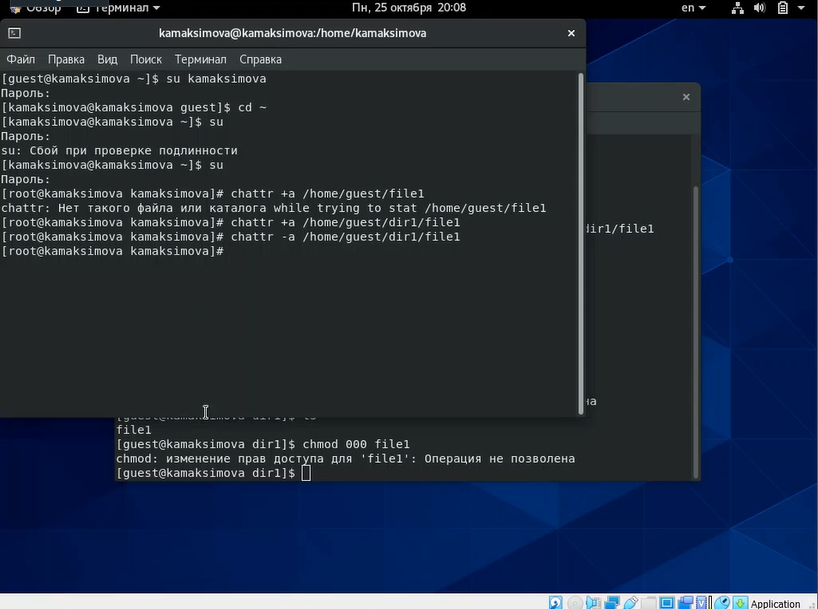 Обзор Терминал Пн, 25 октября 20:08 en
kamaksimova@kamaksimova:/home/kamaksimova
Файл Правка Вид Поиск Терминал Справка
[guest@kamaksimova ~]$ su kamaksimova
Пароль:
[kamaksimova@kamaksimova guest]$ cd ~
[kamaksimova@kamaksimova ~]$ su
Пароль:
su: Сбой при проверке подлинности
[kamaksimova@kamaksimova ~]$ su
Пароль:
[root@kamaksimova kamaksimova]# chattr +a /home/guest/file1
chattr: Нет такого файла или каталога while trying to stat /home/guest/file1
[root@kamaksimova kamaksimova]# chattr +a /home/guest/dir1/file1
[root@kamaksimova kamaksimova]# chattr -a /home/guest/dir1/file1
[root@kamaksimova kamaksimova]#
dir1/file1
на
[guest@kamaksimova dir1]$ ls
file1
[guest@kamaksimova dir1]$ chmod 000 file1
chmod: изменение прав доступа для 'file1': Операция не позволена
[guest@kamaksimova dir1]$
Application